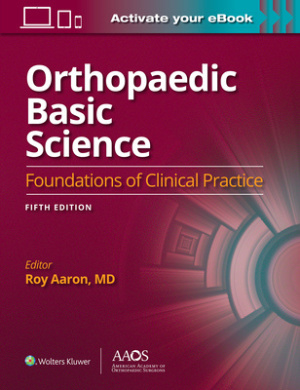 Activate your eBook
Orthopaedic
Basic
Science
Foundations of Clinical Practice
FIFTH EDITION
Editor
Roy Aaron, MD
Wolters Kluwer
AAOS
AMERICAN ACADEMY OF
ORTHOPAEDIC SURGEONS